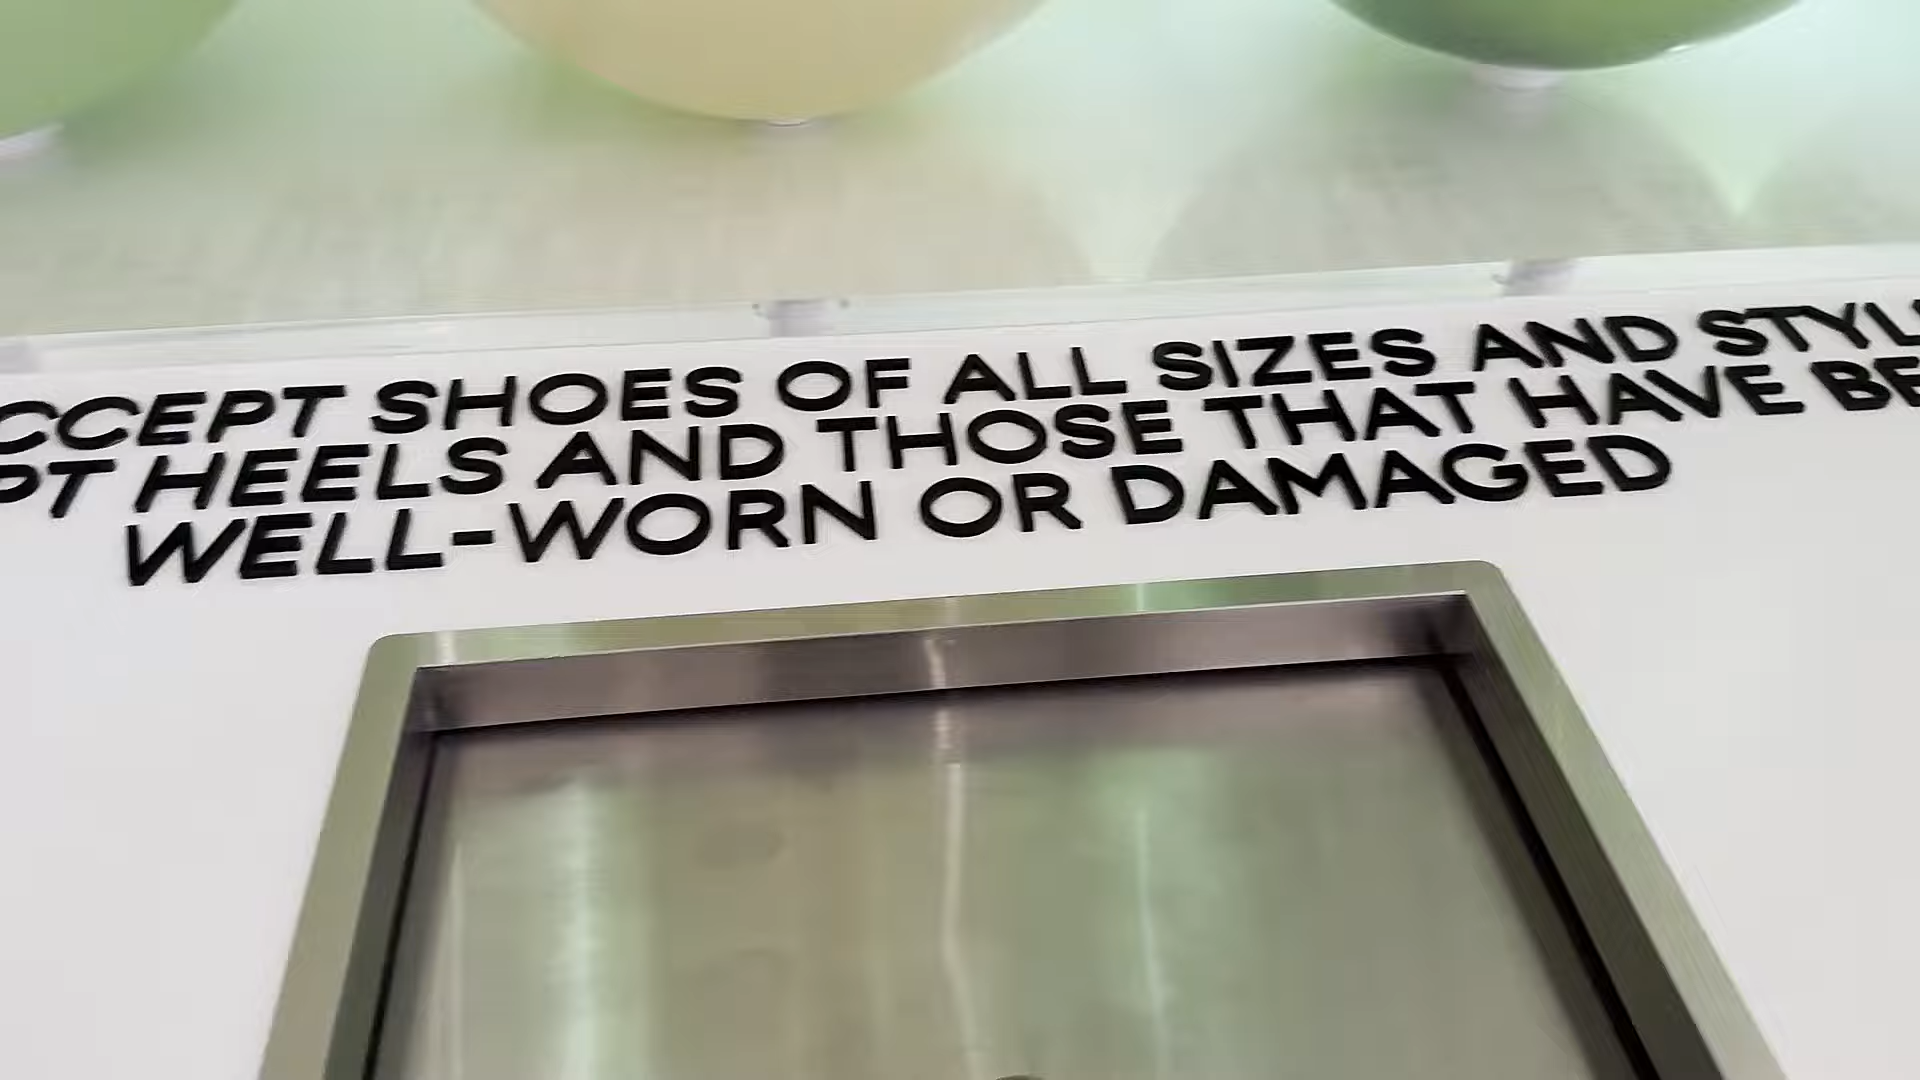 CCEPT SHOES OF ALL SIZES AND STYL
PT HEELS AND THOSE THAT HAVE BE
WELL-WORN OR DAMAGED